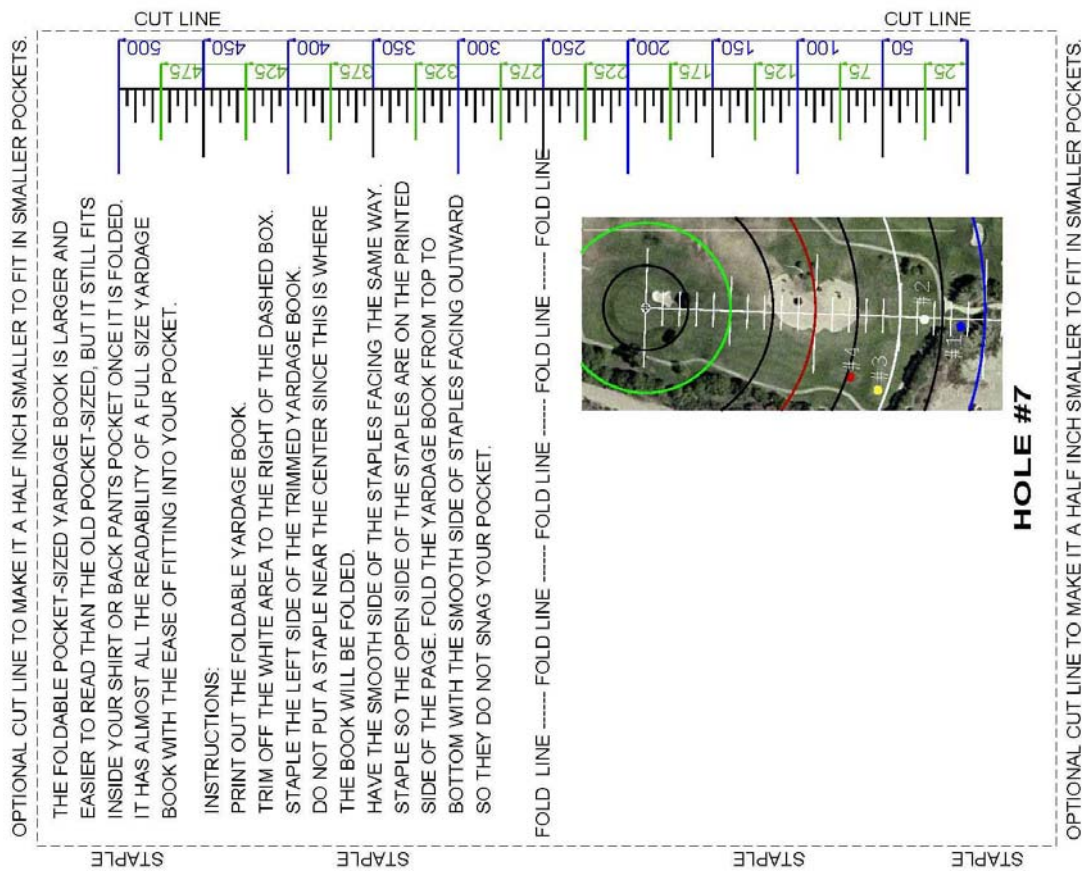 OPTIONAL CUT LINE TO MAKE IT A HALF INCH SMALLER TO FIT IN SMALLER POCKETS.
THE FOLDABLE POCKET-SIZED YARDAGE BOOK IS LARGER AND
EASIER TO READ THAN THE OLD POCKET-SIZED, BUT IT STILL FITS
INSIDE YOUR SHIRT OR BACK PANTS POCKET ONCE IT IS FOLDED.
IT HAS ALMOST ALL THE READABILITY OF A FULL SIZE YARDAGE
BOOK WITH THE EASE OF FITTING INTO YOUR POCKET.
INSTRUCTIONS:
PRINT OUT THE FOLDABLE YARDAGE BOOK.
TRIM OFF THE WHITE AREA TO THE RIGHT OF THE DASHED BOX.
STAPLE THE LEFT SIDE OF THE TRIMMED YARDAGE BOOK.
DO NOT PUT A STAPLE NEAR THE CENTER SINCE THIS IS WHERE
THE BOOK WILL BE FOLDED.
HAVE THE SMOOTH SIDE OF THE STAPLES FACING THE SAME WAY.
STAPLE SO THE OPEN SIDE OF THE STAPLES ARE ON THE PRINTED
SIDE OF THE PAGE. FOLD THE YARDAGE BOOK FROM TOP TO
BOTTOM WITH THE SMOOTH SIDE OF STAPLES FACING OUTWARD
SO THEY DO NOT SNAG YOUR POCKET.
FOLD LINE ------- FOLD LINE ------- FOLD LINE ------- FOLD LINE ------- FOLD LINE
#4
#3
#2
#1
HOLE #7
OPTIONAL CUT LINE TO MAKE IT A HALF INCH SMALLER TO FIT IN SMALLER POCKETS.
STAPLE
STAPLE
STAPLE
STAPLE
CUT LINE
CUT LINE
500
475
450
425
400
375
350
325
300
275
250
225
200
175
150
125
100
75
50
25